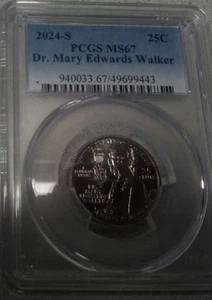 2024-S 25C
PCGS MS67
Dr. Mary Edwards Walker
940033.67/49699443